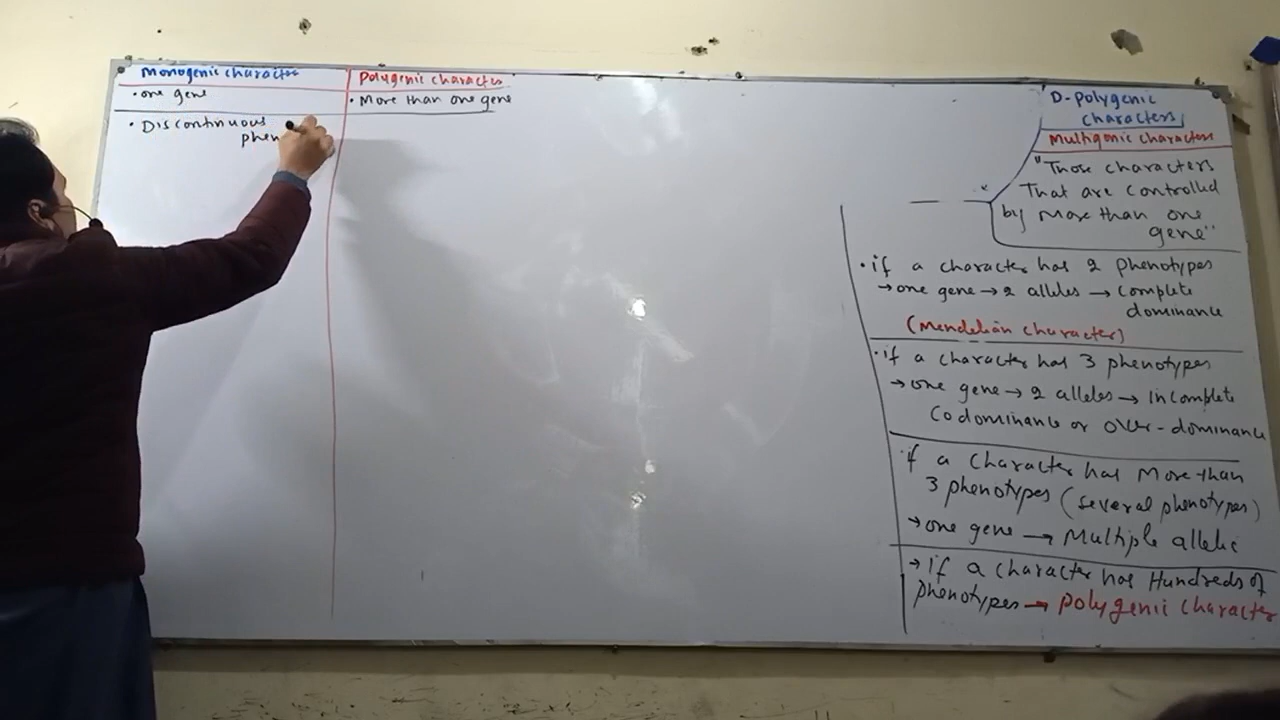 Monogenic character
• one gene
• Discontinuous
phen
Polygenic character
• More than one gene
D-Polygenic
characters
Multigenic characters
"Those characters
That are controlled
by more than one
gene"
• if a character has 2 phenotypes
→ one gene → 2 alleles → complete
dominance
(Mendelian character)
• if a character has 3 phenotypes
→ one gene → 2 alleles → incomplete
Codominance or over-dominance
if a character has More than
3 phenotypes (several phenotypes)
→ one gene → Multiple allelic
→ if a character has Hundreds of
phenotypes → polygenic character